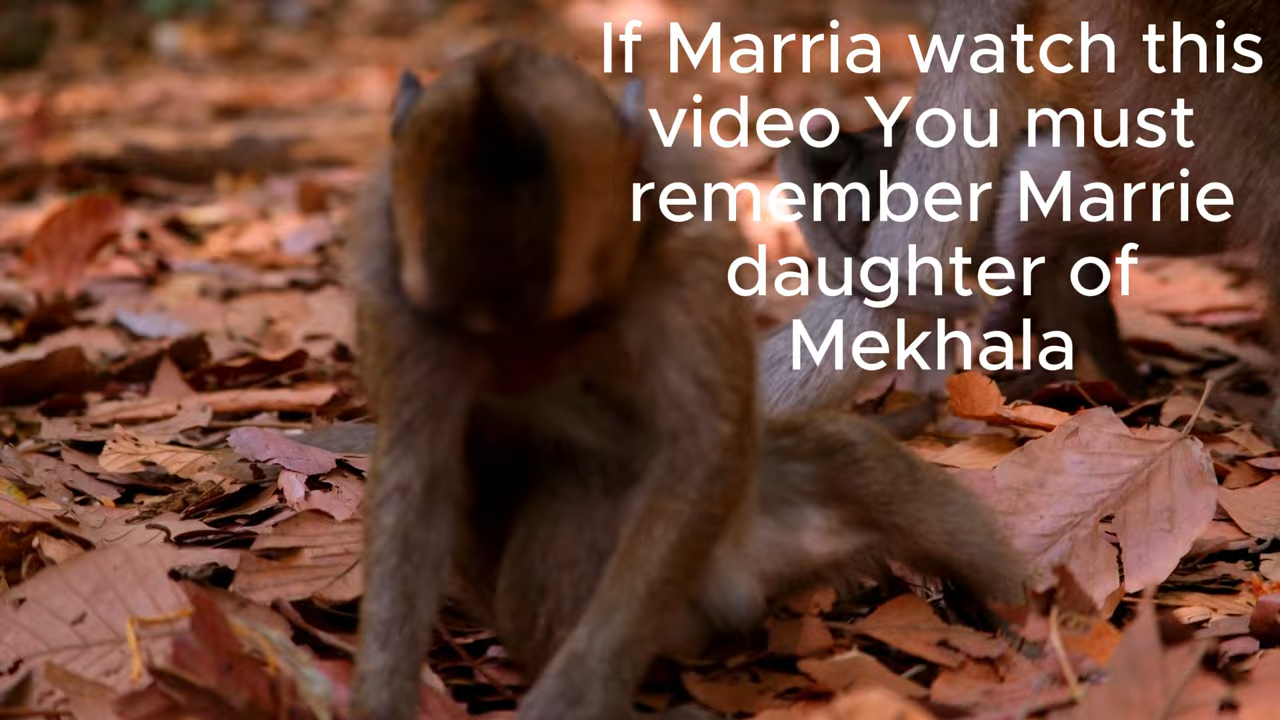 If Marria watch this
video You must
remember Marrie
daughter of
Mekhala